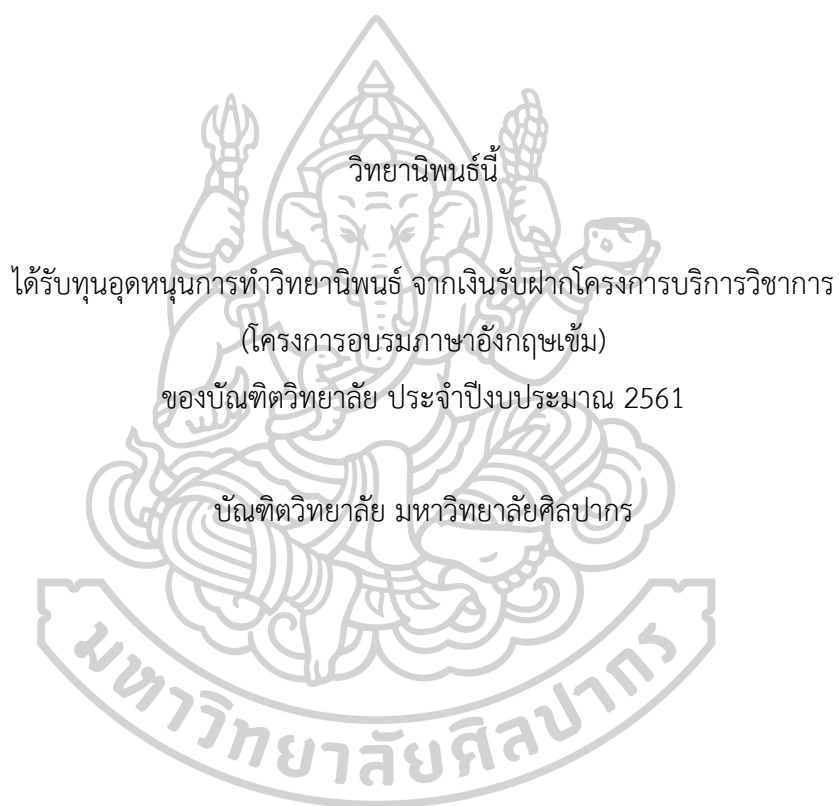 วิทยานิพนธ์นี้
ได้รับทุนอุดหนุนการทำวิทยานิพนธ์ จากเงินรับฝากโครงการบริการวิชาการ
(โครงการอบรมภาษาอังกฤษเข้ม)
ของบัณฑิตวิทยาลัย ประจำปีงบประมาณ 2561
บัณฑิตวิทยาลัย มหาวิทยาลัยศิลปากร
มหาวิทยาลัยศิลปากร